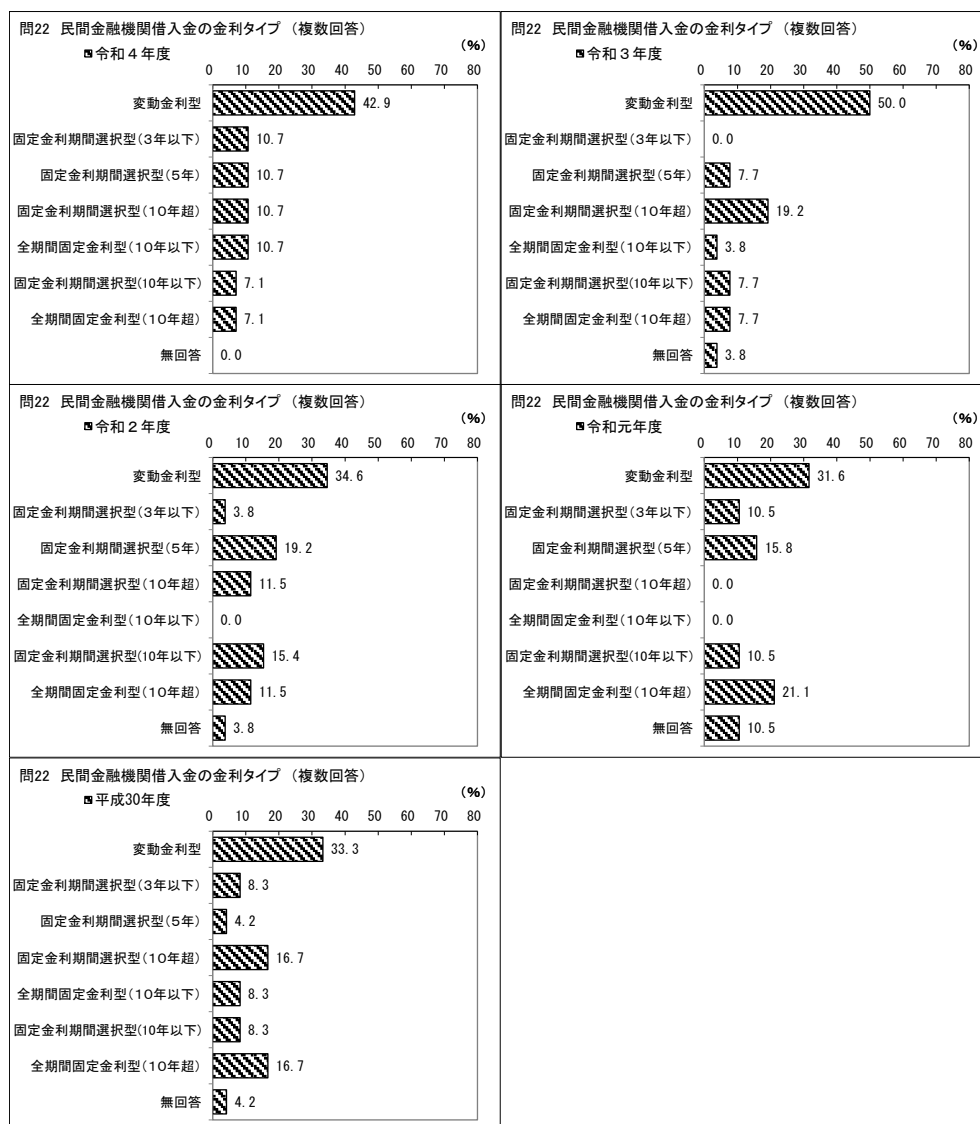 問22 民間金融機関借入金の金利タイプ（複数回答）
(%)
令和４年度
0 10 20 30 40 50 60 70 80
変動金利型 42.9
固定金利期間選択型(３年以下) 10.7
固定金利期間選択型(５年) 10.7
固定金利期間選択型(１０年超) 10.7
全期間固定金利型(１０年以下) 10.7
固定金利期間選択型(10年以下) 7.1
全期間固定金利型(１０年超) 7.1
無回答 0.0
問22 民間金融機関借入金の金利タイプ（複数回答）
(%)
令和３年度
0 10 20 30 40 50 60 70 80
変動金利型 50.0
固定金利期間選択型(３年以下) 0.0
固定金利期間選択型(５年) 7.7
固定金利期間選択型(１０年超) 19.2
全期間固定金利型(１０年以下) 3.8
固定金利期間選択型(10年以下) 7.7
全期間固定金利型(１０年超) 7.7
無回答 3.8
問22 民間金融機関借入金の金利タイプ（複数回答）
(%)
令和２年度
0 10 20 30 40 50 60 70 80
変動金利型 34.6
固定金利期間選択型(３年以下) 3.8
固定金利期間選択型(５年) 19.2
固定金利期間選択型(１０年超) 11.5
全期間固定金利型(１０年以下) 0.0
固定金利期間選択型(10年以下) 15.4
全期間固定金利型(１０年超) 11.5
無回答 3.8
問22 民間金融機関借入金の金利タイプ（複数回答）
(%)
令和元年度
0 10 20 30 40 50 60 70 80
変動金利型 31.6
固定金利期間選択型(３年以下) 10.5
固定金利期間選択型(５年) 15.8
固定金利期間選択型(１０年超) 0.0
全期間固定金利型(１０年以下) 0.0
固定金利期間選択型(10年以下) 10.5
全期間固定金利型(１０年超) 21.1
無回答 10.5
問22 民間金融機関借入金の金利タイプ（複数回答）
(%)
平成30年度
0 10 20 30 40 50 60 70 80
変動金利型 33.3
固定金利期間選択型(３年以下) 8.3
固定金利期間選択型(５年) 4.2
固定金利期間選択型(１０年超) 16.7
全期間固定金利型(１０年以下) 8.3
固定金利期間選択型(10年以下) 8.3
全期間固定金利型(１０年超) 16.7
無回答 4.2